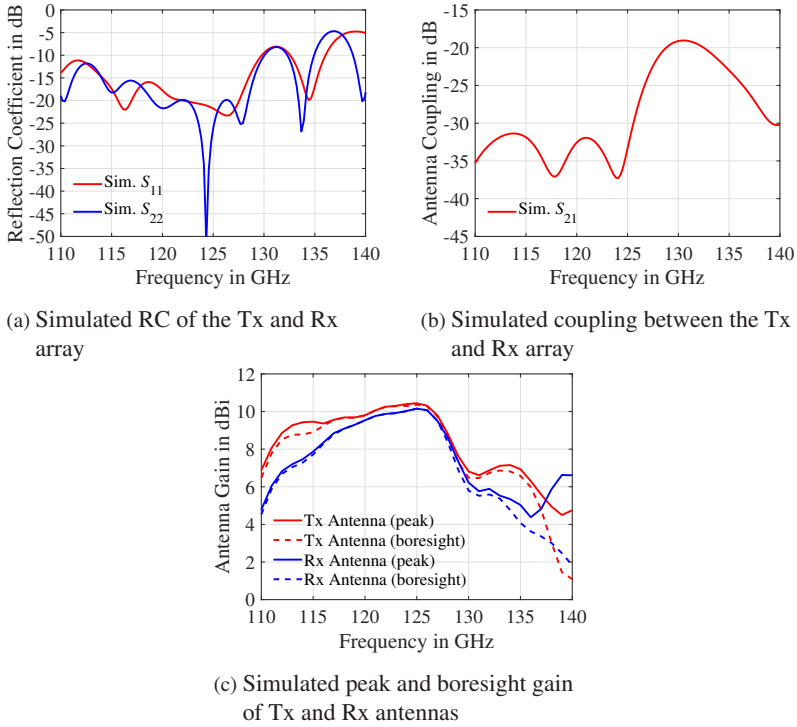 Reflection Coefficient in dB
0
-5
-10
-15
-20
-25
-30
-35
-40
-45
-50
Sim. S11
Sim. S22
110 115 120 125 130 135 140
Frequency in GHz
(a) Simulated RC of the Tx and Rx
array
Antenna Coupling in dB
-15
-20
-25
-30
-35
-40
-45
Sim. S21
110 115 120 125 130 135 140
Frequency in GHz
(b) Simulated coupling between the Tx
and Rx array
Antenna Gain in dBi
12
10
8
6
4
2
0
Tx Antenna (peak)
Tx Antenna (boresight)
Rx Antenna (peak)
Rx Antenna (boresight)
110 115 120 125 130 135 140
Frequency in GHz
(c) Simulated peak and boresight gain
of Tx and Rx antennas